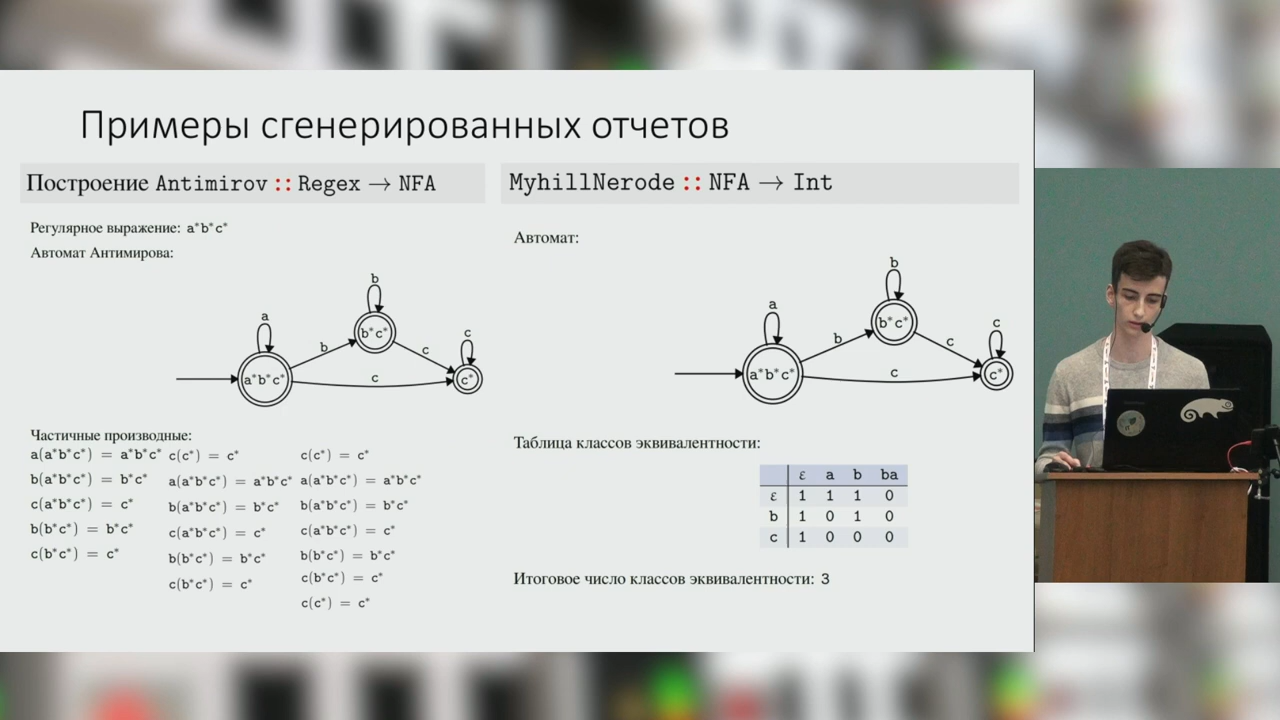 Примеры сгенерированных отчетов
Построение Antimirov :: Regex → NFA
Регулярное выражение: a*b*c*
Автомат Антимирова:
a
b
c
b
c
c
a*b*c*
b*c*
c*
Частичные производные:
a(a*b*c*) = a*b*c*
b(a*b*c*) = b*c*
c(a*b*c*) = c*
b(b*c*) = b*c*
c(b*c*) = c*
c(c*) = c*
a(a*b*c*) = a*b*c*
b(a*b*c*) = b*c*
c(a*b*c*) = c*
b(b*c*) = b*c*
c(b*c*) = c*
c(c*) = c*
a(a*b*c*) = a*b*c*
b(a*b*c*) = b*c*
c(a*b*c*) = c*
b(b*c*) = b*c*
c(b*c*) = c*
c(c*) = c*
MyhillNerode :: NFA → Int
Автомат:
b
a
c
b
c
c
a*b*c*
b*c*
c*
Таблица классов эквивалентности:
ε a b ba
ε 1 1 1 0
b 1 0 1 0
c 1 0 0 0
Итоговое число классов эквивалентности: 3